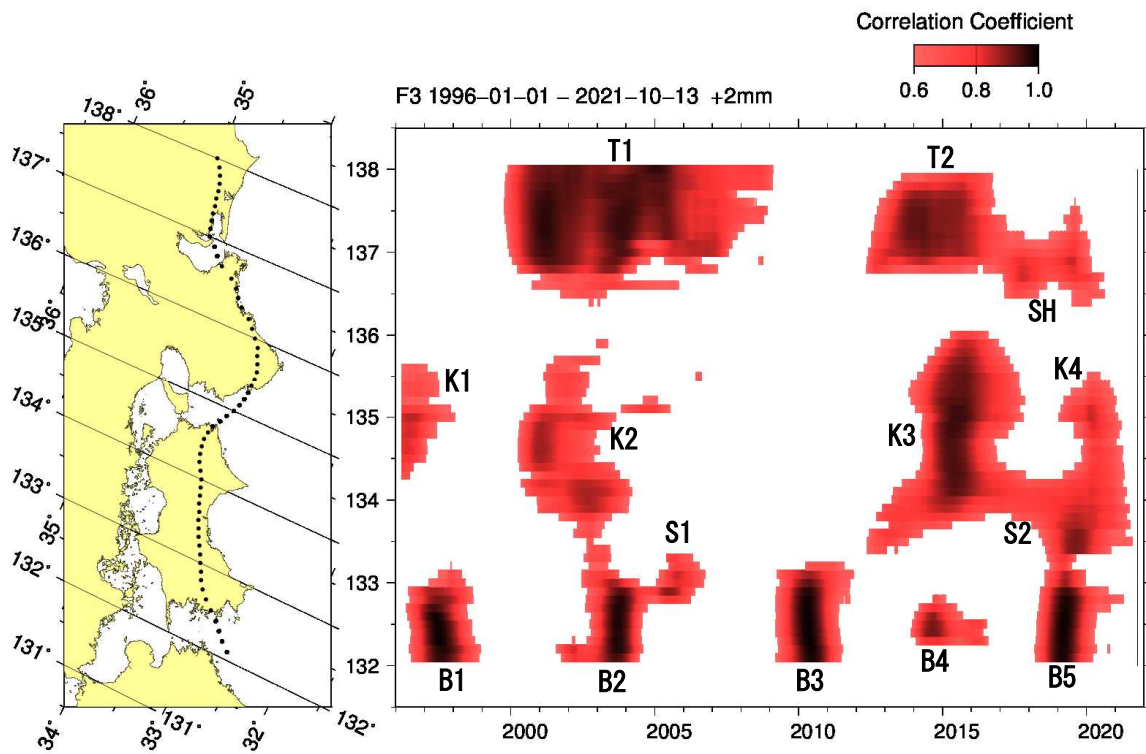 Correlation Coefficient
0.6 0.8 1.0
F3 1996−01−01 − 2021−10−13 +2mm
138° 36° 35°
137°
136°
36°
135°
134°
133°
35°
132°
131°
34° 33° 131° 32° 132°
138
137
136
135
134
133
132
T1 T2
SH
K1 K4
K2 K3
S1 S2
B1 B2 B3 B4 B5
2000 2005 2010 2015 2020